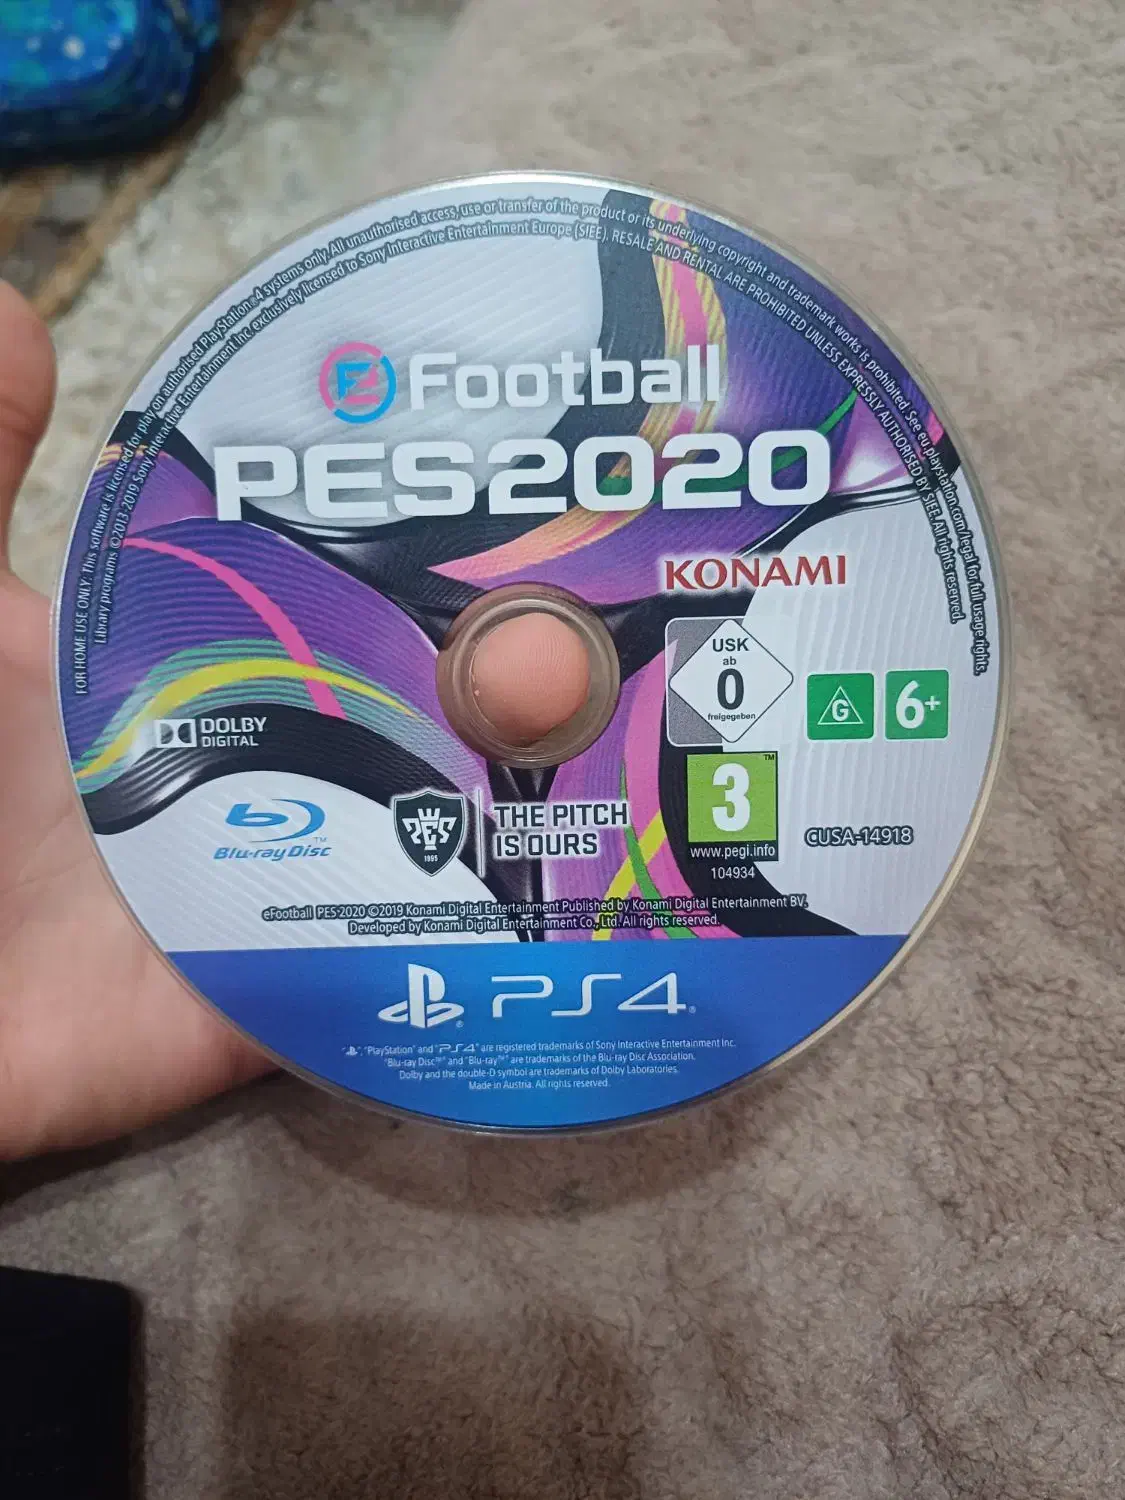 FOR HOME USE ONLY: This software is licensed for play on authorised PlayStation®4 systems only. All unauthorised access, use or transfer of the product or its underlying copyright and trademark works is prohibited. See eu.playstation.com/legal for full usage rights.
Library programs ©2013-2019 Sony Interactive Entertainment Inc. exclusively licensed to Sony Interactive Entertainment Europe (SIEE). RESALE AND RENTAL ARE PROHIBITED UNLESS EXPRESSLY AUTHORISED BY SIEE. All rights reserved.
Football
PES2020
KONAMI
USK
ab
0
freigegeben
G
6+
DOLBY
DIGITAL
3
™
www.pegi.info
104934
CUSA-14918
Blu-ray Disc™
PES
1995
THE PITCH
IS OURS
eFootball PES 2020 ©2019 Konami Digital Entertainment Published by Konami Digital Entertainment BV.
Developed by Konami Digital Entertainment Co., Ltd. All rights reserved.
PS4®
" ", "PlayStation" and "PS4" are registered trademarks of Sony Interactive Entertainment Inc.
"Blu-ray Disc™" and "Blu-ray™" are trademarks of the Blu-ray Disc Association.
Dolby and the double-D symbol are trademarks of Dolby Laboratories.
Made in Austria. All rights reserved.